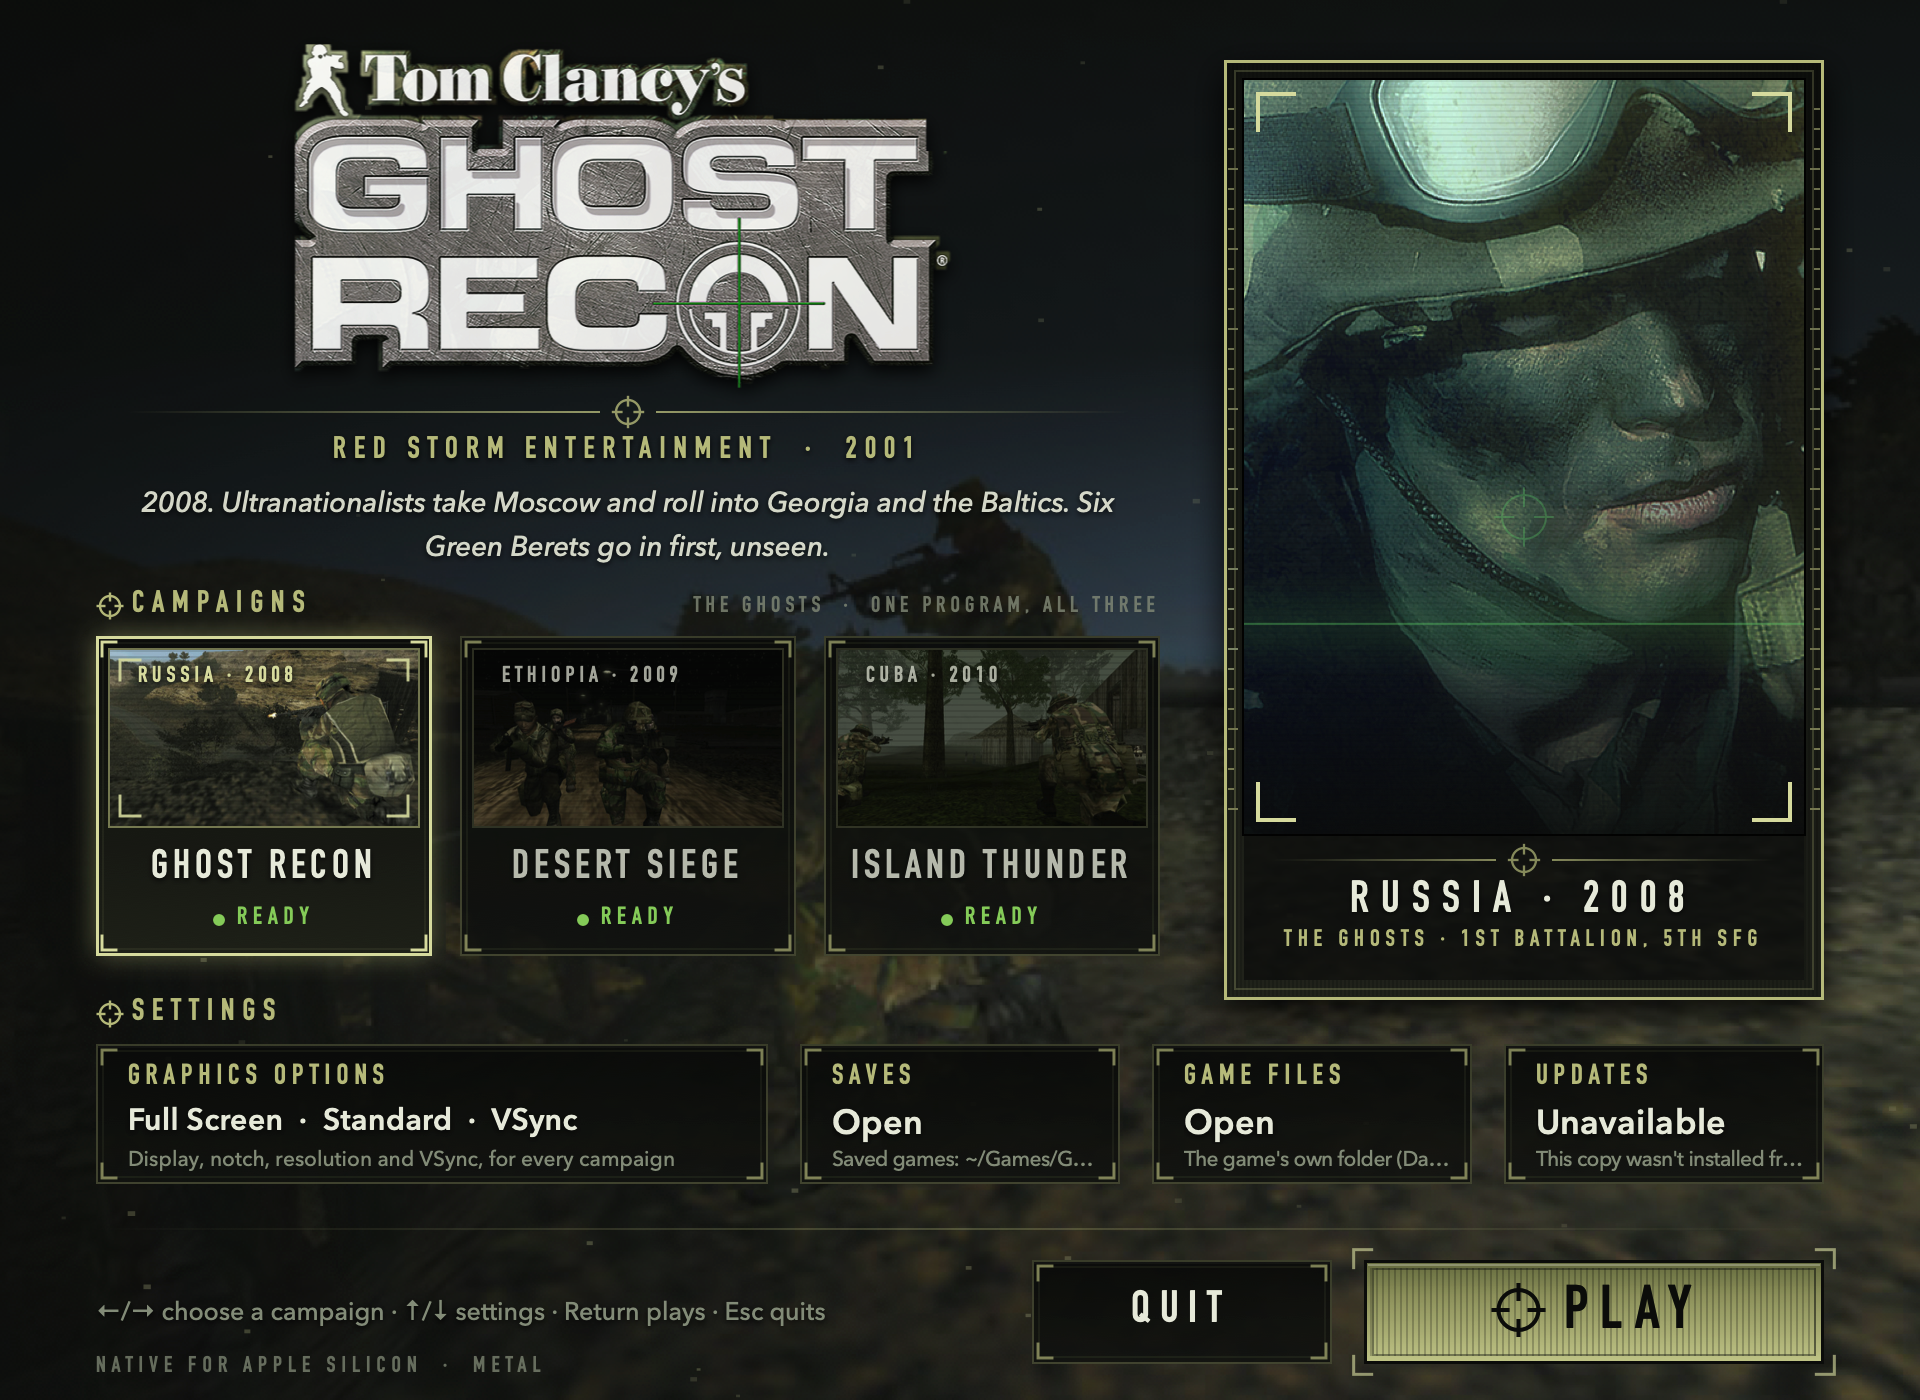 Tom Clancy's
GHOST
RECON®
RED STORM ENTERTAINMENT · 2001
2008. Ultranationalists take Moscow and roll into Georgia and the Baltics. Six
Green Berets go in first, unseen.
CAMPAIGNS
THE GHOSTS · ONE PROGRAM, ALL THREE
RUSSIA · 2008
GHOST RECON
READY
ETHIOPIA · 2009
DESERT SIEGE
READY
CUBA · 2010
ISLAND THUNDER
READY
RUSSIA · 2008
THE GHOSTS · 1ST BATTALION, 5TH SFG
SETTINGS
GRAPHICS OPTIONS
Full Screen · Standard · VSync
Display, notch, resolution and VSync, for every campaign
SAVES
Open
Saved games: ~/Games/G...
GAME FILES
Open
The game's own folder (Da...
UPDATES
Unavailable
This copy wasn't installed fr...
←/→ choose a campaign · ↑/↓ settings · Return plays · Esc quits
NATIVE FOR APPLE SILICON · METAL
QUIT
PLAY